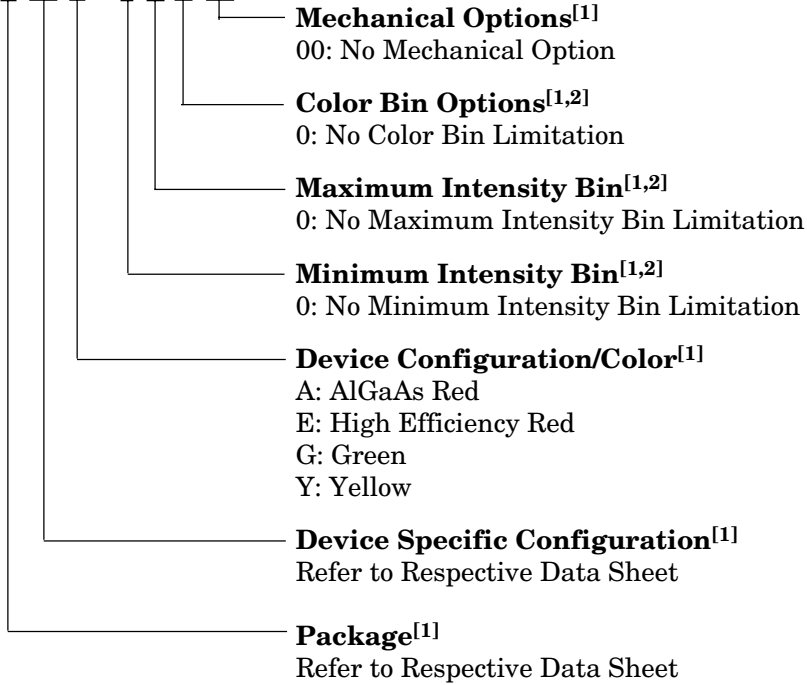 Mechanical Options[1]
00: No Mechanical Option
Color Bin Options[1,2]
0: No Color Bin Limitation
Maximum Intensity Bin[1,2]
0: No Maximum Intensity Bin Limitation
Minimum Intensity Bin[1,2]
0: No Minimum Intensity Bin Limitation
Device Configuration/Color[1]
A: AlGaAs Red
E: High Efficiency Red
G: Green
Y: Yellow
Device Specific Configuration[1]
Refer to Respective Data Sheet
Package[1]
Refer to Respective Data Sheet